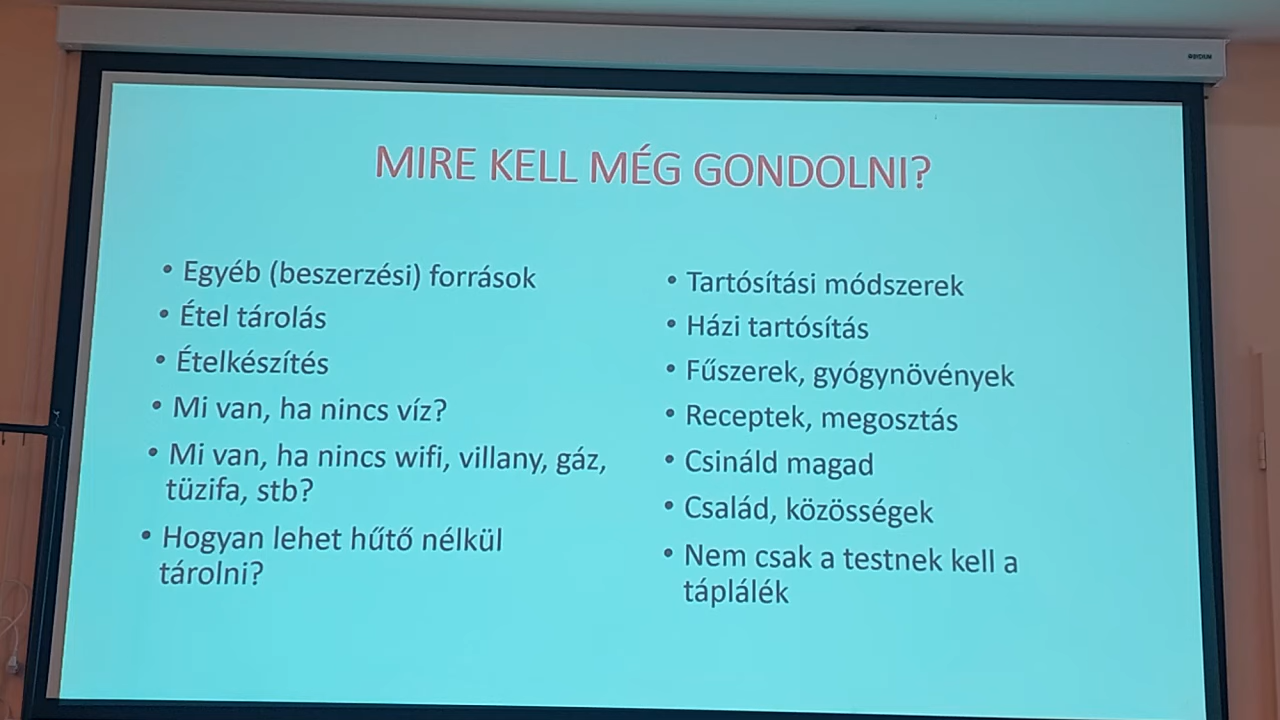 MIRE KELL MÉG GONDOLNI?
• Egyéb (beszerzési) források
• Étel tárolás
• Ételkészítés
• Mi van, ha nincs víz?
• Mi van, ha nincs wifi, villany, gáz,
tüzifa, stb?
• Hogyan lehet hűtő nélkül
tárolni?
• Tartósítási módszerek
• Házi tartósítás
• Fűszerek, gyógynövények
• Receptek, megosztás
• Csináld magad
• Család, közösségek
• Nem csak a testnek kell a
táplálék